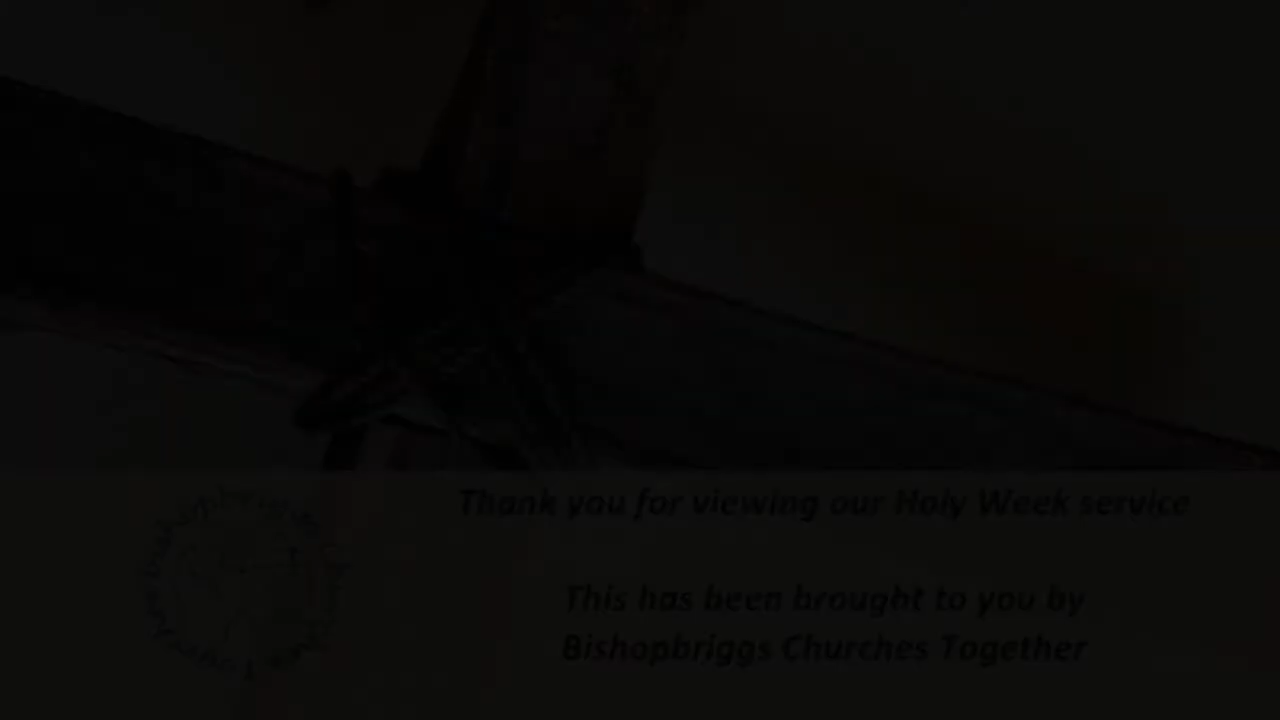 Thank you for viewing our Holy Week service
This has been brought to you by
Bishopbriggs Churches Together